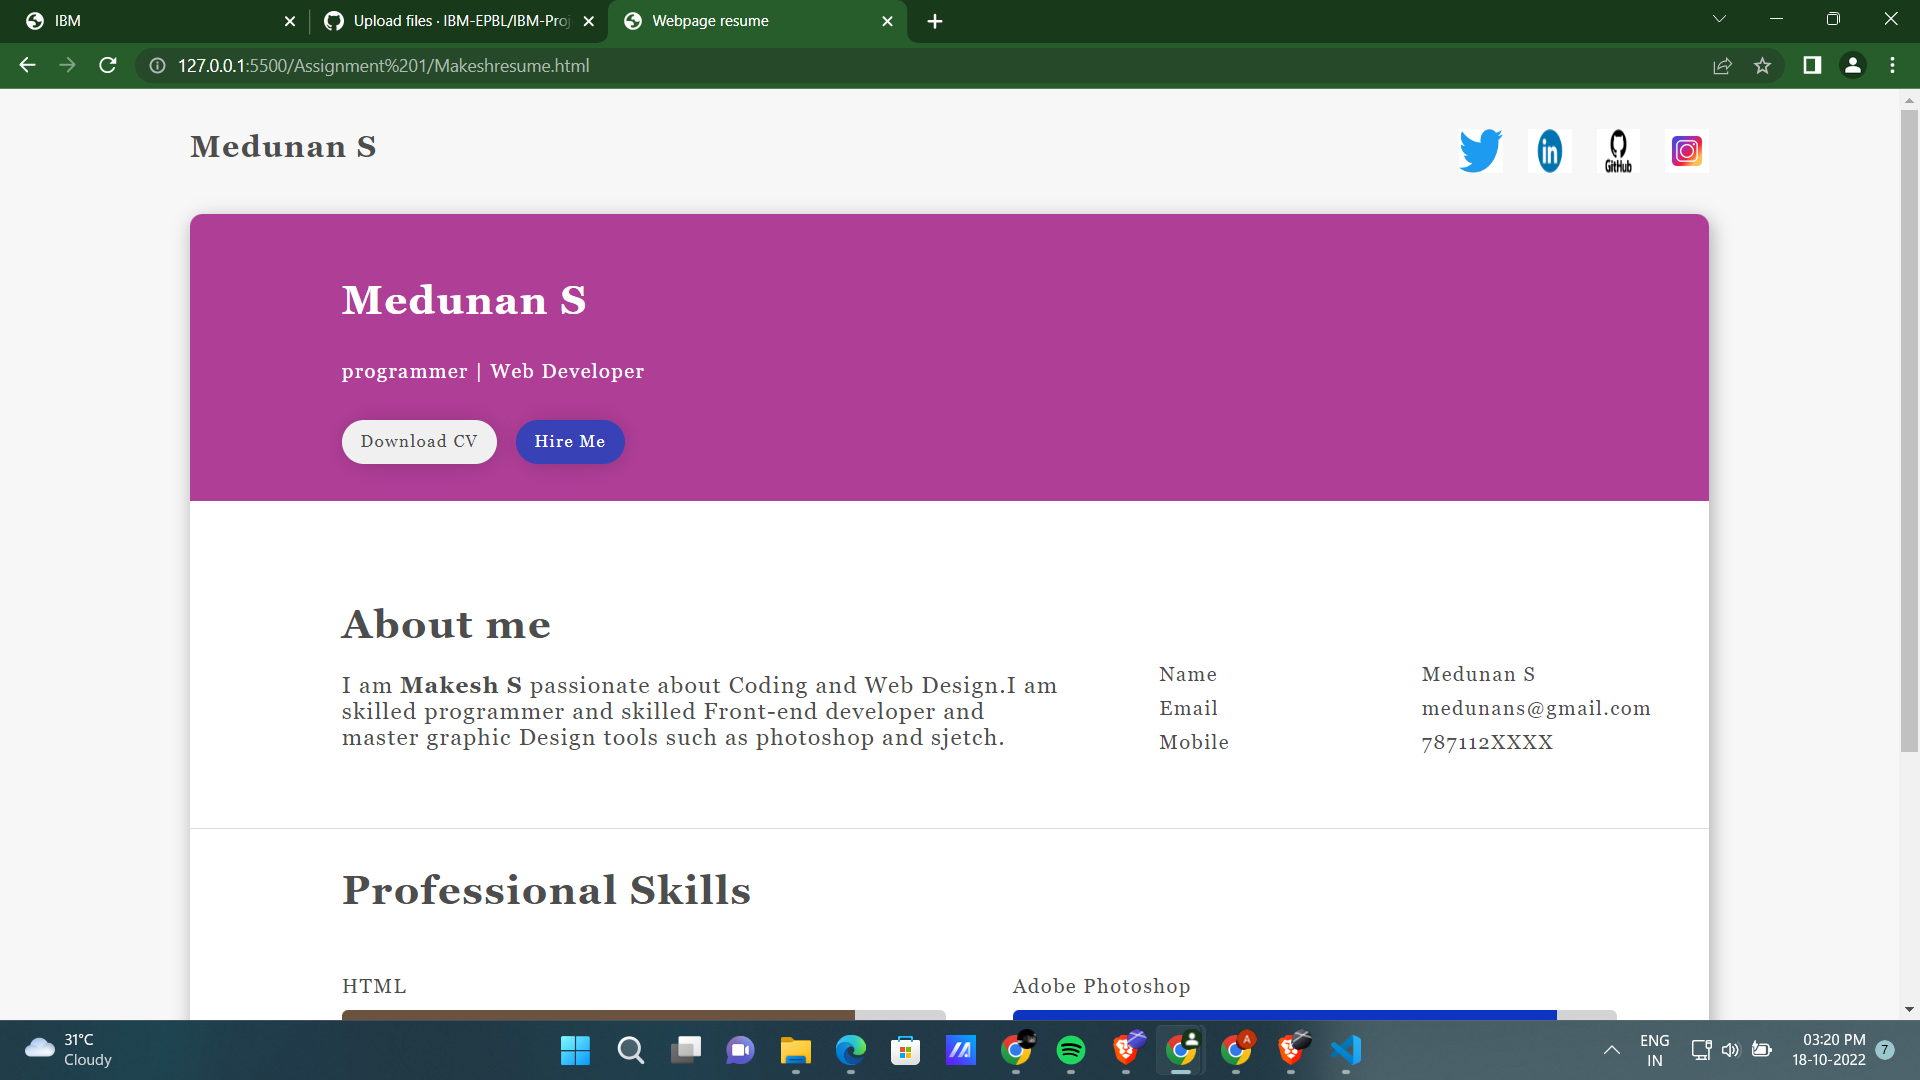 IBM
Upload files · IBM-EPBL/IBM-Proj
Webpage resume
127.0.0.1:5500/Assignment%201/Makeshresume.html
Medunan S
in
GitHub
Medunan S
programmer | Web Developer
Download CV
Hire Me
About me
I am Makesh S passionate about Coding and Web Design.I am
skilled programmer and skilled Front-end developer and
master graphic Design tools such as photoshop and sjetch.
Name
Medunan S
Email
medunans@gmail.com
Mobile
787112XXXX
Professional Skills
HTML
Adobe Photoshop
31°C
Cloudy
A
ENG
IN
03:20 PM
18-10-2022
7